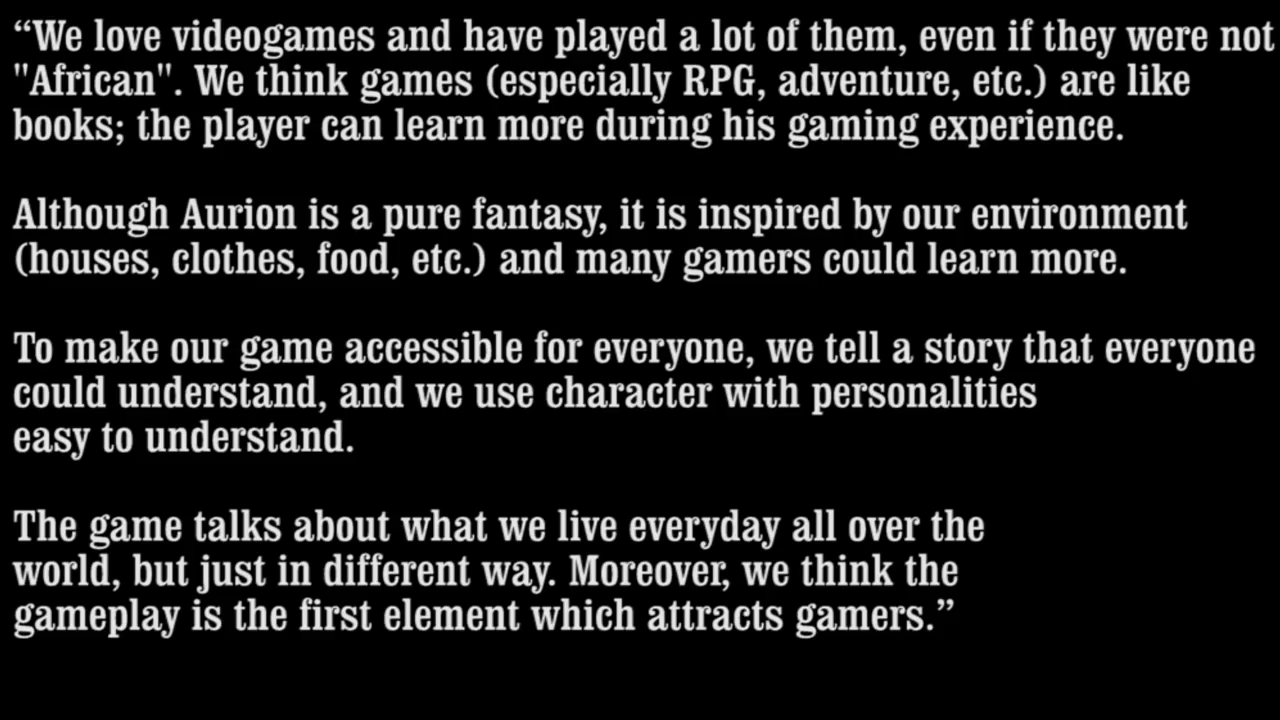 “We love videogames and have played a lot of them, even if they were not
"African". We think games (especially RPG, adventure, etc.) are like
books; the player can learn more during his gaming experience.
Although Aurion is a pure fantasy, it is inspired by our environment
(houses, clothes, food, etc.) and many gamers could learn more.
To make our game accessible for everyone, we tell a story that everyone
could understand, and we use character with personalities
easy to understand.
The game talks about what we live everyday all over the
world, but just in different way. Moreover, we think the
gameplay is the first element which attracts gamers.”